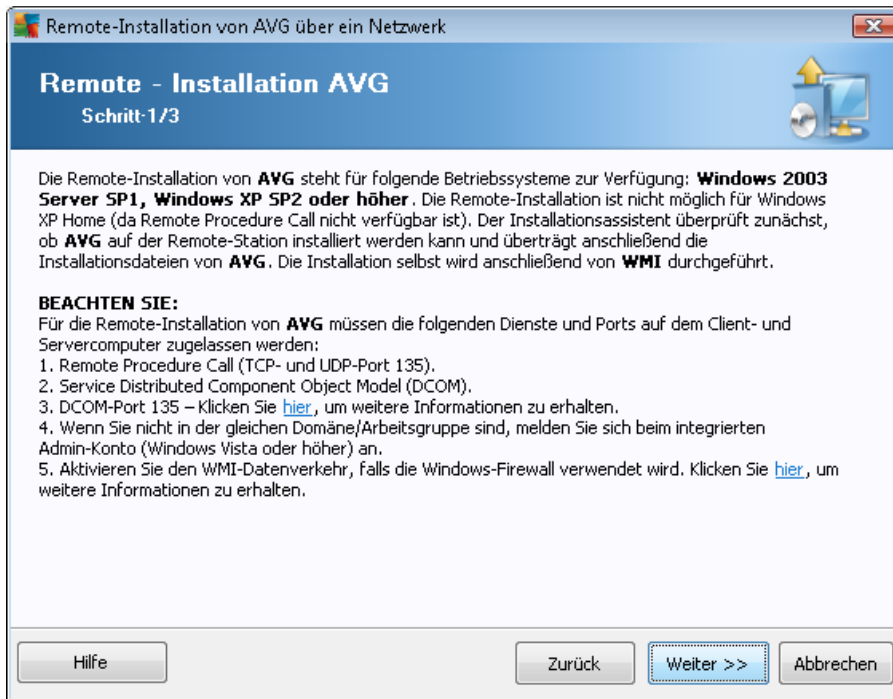 Remote-Installation von AVG über ein Netzwerk
Remote - Installation AVG
Schritt-1/3
Die Remote-Installation von AVG steht für folgende Betriebssysteme zur Verfügung: Windows 2003
Server SP1, Windows XP SP2 oder höher. Die Remote-Installation ist nicht möglich für Windows
XP Home (da Remote Procedure Call nicht verfügbar ist). Der Installationsassistent überprüft zunächst,
ob AVG auf der Remote-Station installiert werden kann und überträgt anschließend die
Installationsdateien von AVG. Die Installation selbst wird anschließend von WMI durchgeführt.
BEACHTEN SIE:
Für die Remote-Installation von AVG müssen die folgenden Dienste und Ports auf dem Client- und
Servercomputer zugelassen werden:
1. Remote Procedure Call (TCP- und UDP-Port 135).
2. Service Distributed Component Object Model (DCOM).
3. DCOM-Port 135 – Klicken Sie hier, um weitere Informationen zu erhalten.
4. Wenn Sie nicht in der gleichen Domäne/Arbeitsgruppe sind, melden Sie sich beim integrierten
Admin-Konto (Windows Vista oder höher) an.
5. Aktivieren Sie den WMI-Datenverkehr, falls die Windows-Firewall verwendet wird. Klicken Sie hier, um
weitere Informationen zu erhalten.
Hilfe
Zurück
Weiter >>
Abbrechen